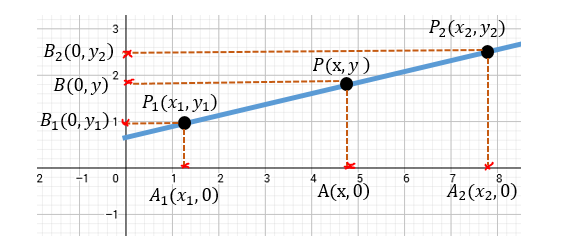 3
P₂(x₂, y₂)
B₂(0, y₂)
2
P(x, y)
B(0, y)
P₁(x₁, y₁)
B₁(0, y₁)
1
2 −1 0 1 2 3 4 5 6 7 8
A₁(x₁, 0) A(x, 0) A₂(x₂, 0)
−1